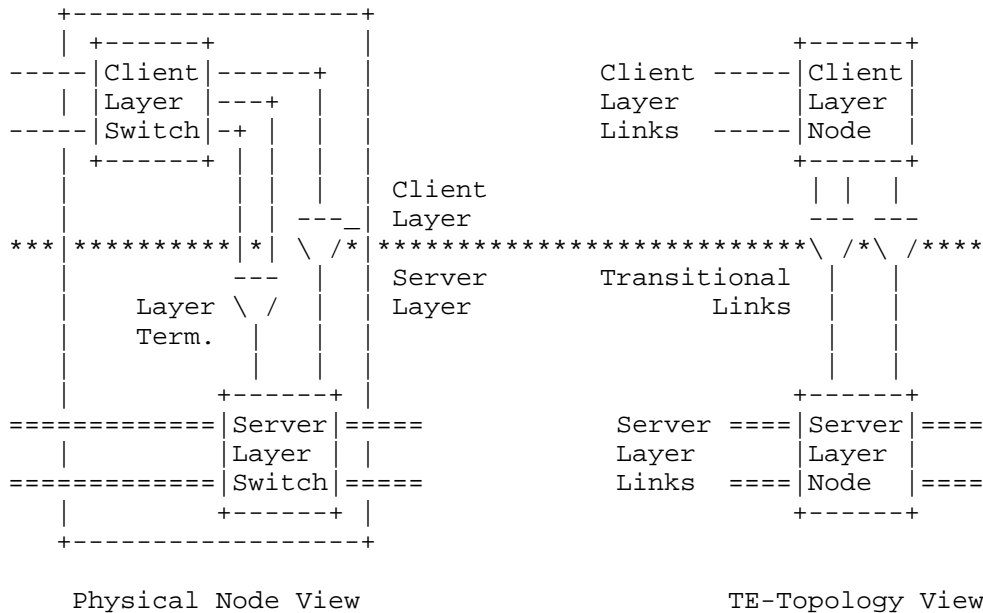 Client Client Client
Layer Layer Layer
Switch Links Node
Client
Layer
Server Transitional
Layer Layer Links
Term.
Server Server Server
Layer Layer Layer
Switch Links Node
Physical Node View TE-Topology View